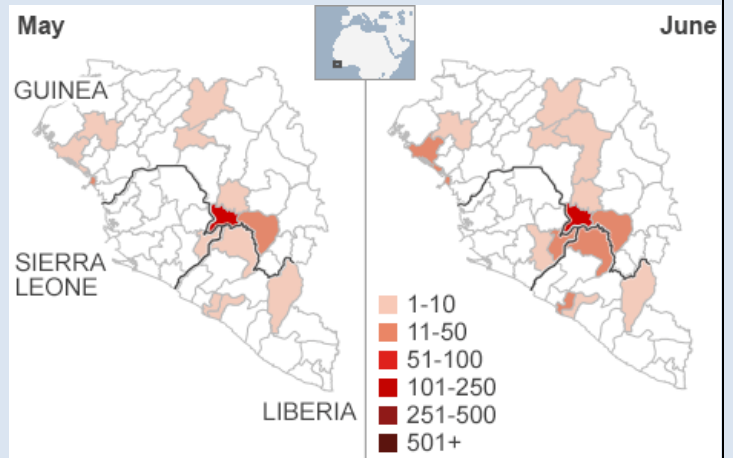 May
June
GUINEA
SIERRA
LEONE
LIBERIA
1-10
11-50
51-100
101-250
251-500
501+